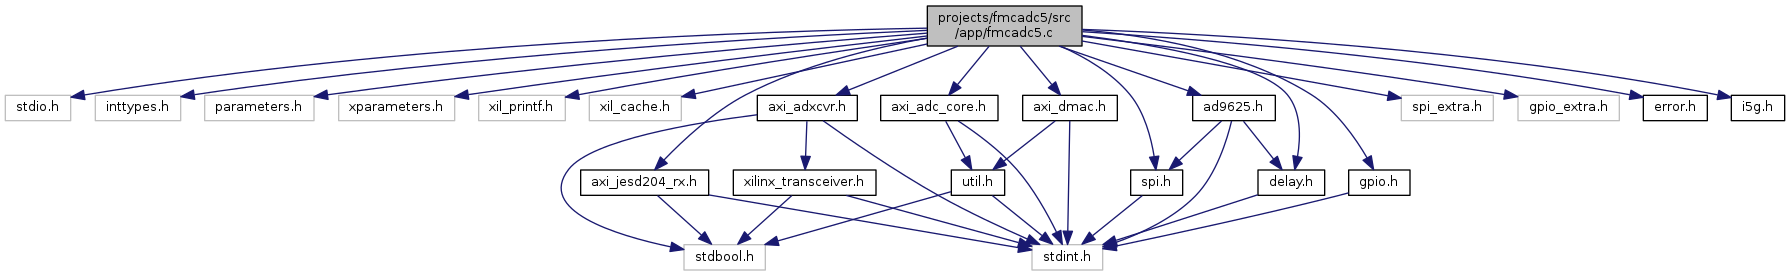 projects/fmcadc5/src
/app/fmcadc5.c
stdio.h
inttypes.h
parameters.h
xparameters.h
xil_printf.h
xil_cache.h
axi_adxcvr.h
axi_adc_core.h
axi_dmac.h
ad9625.h
spi_extra.h
gpio_extra.h
error.h
i5g.h
axi_jesd204_rx.h
xilinx_transceiver.h
util.h
spi.h
delay.h
gpio.h
stdbool.h
stdint.h